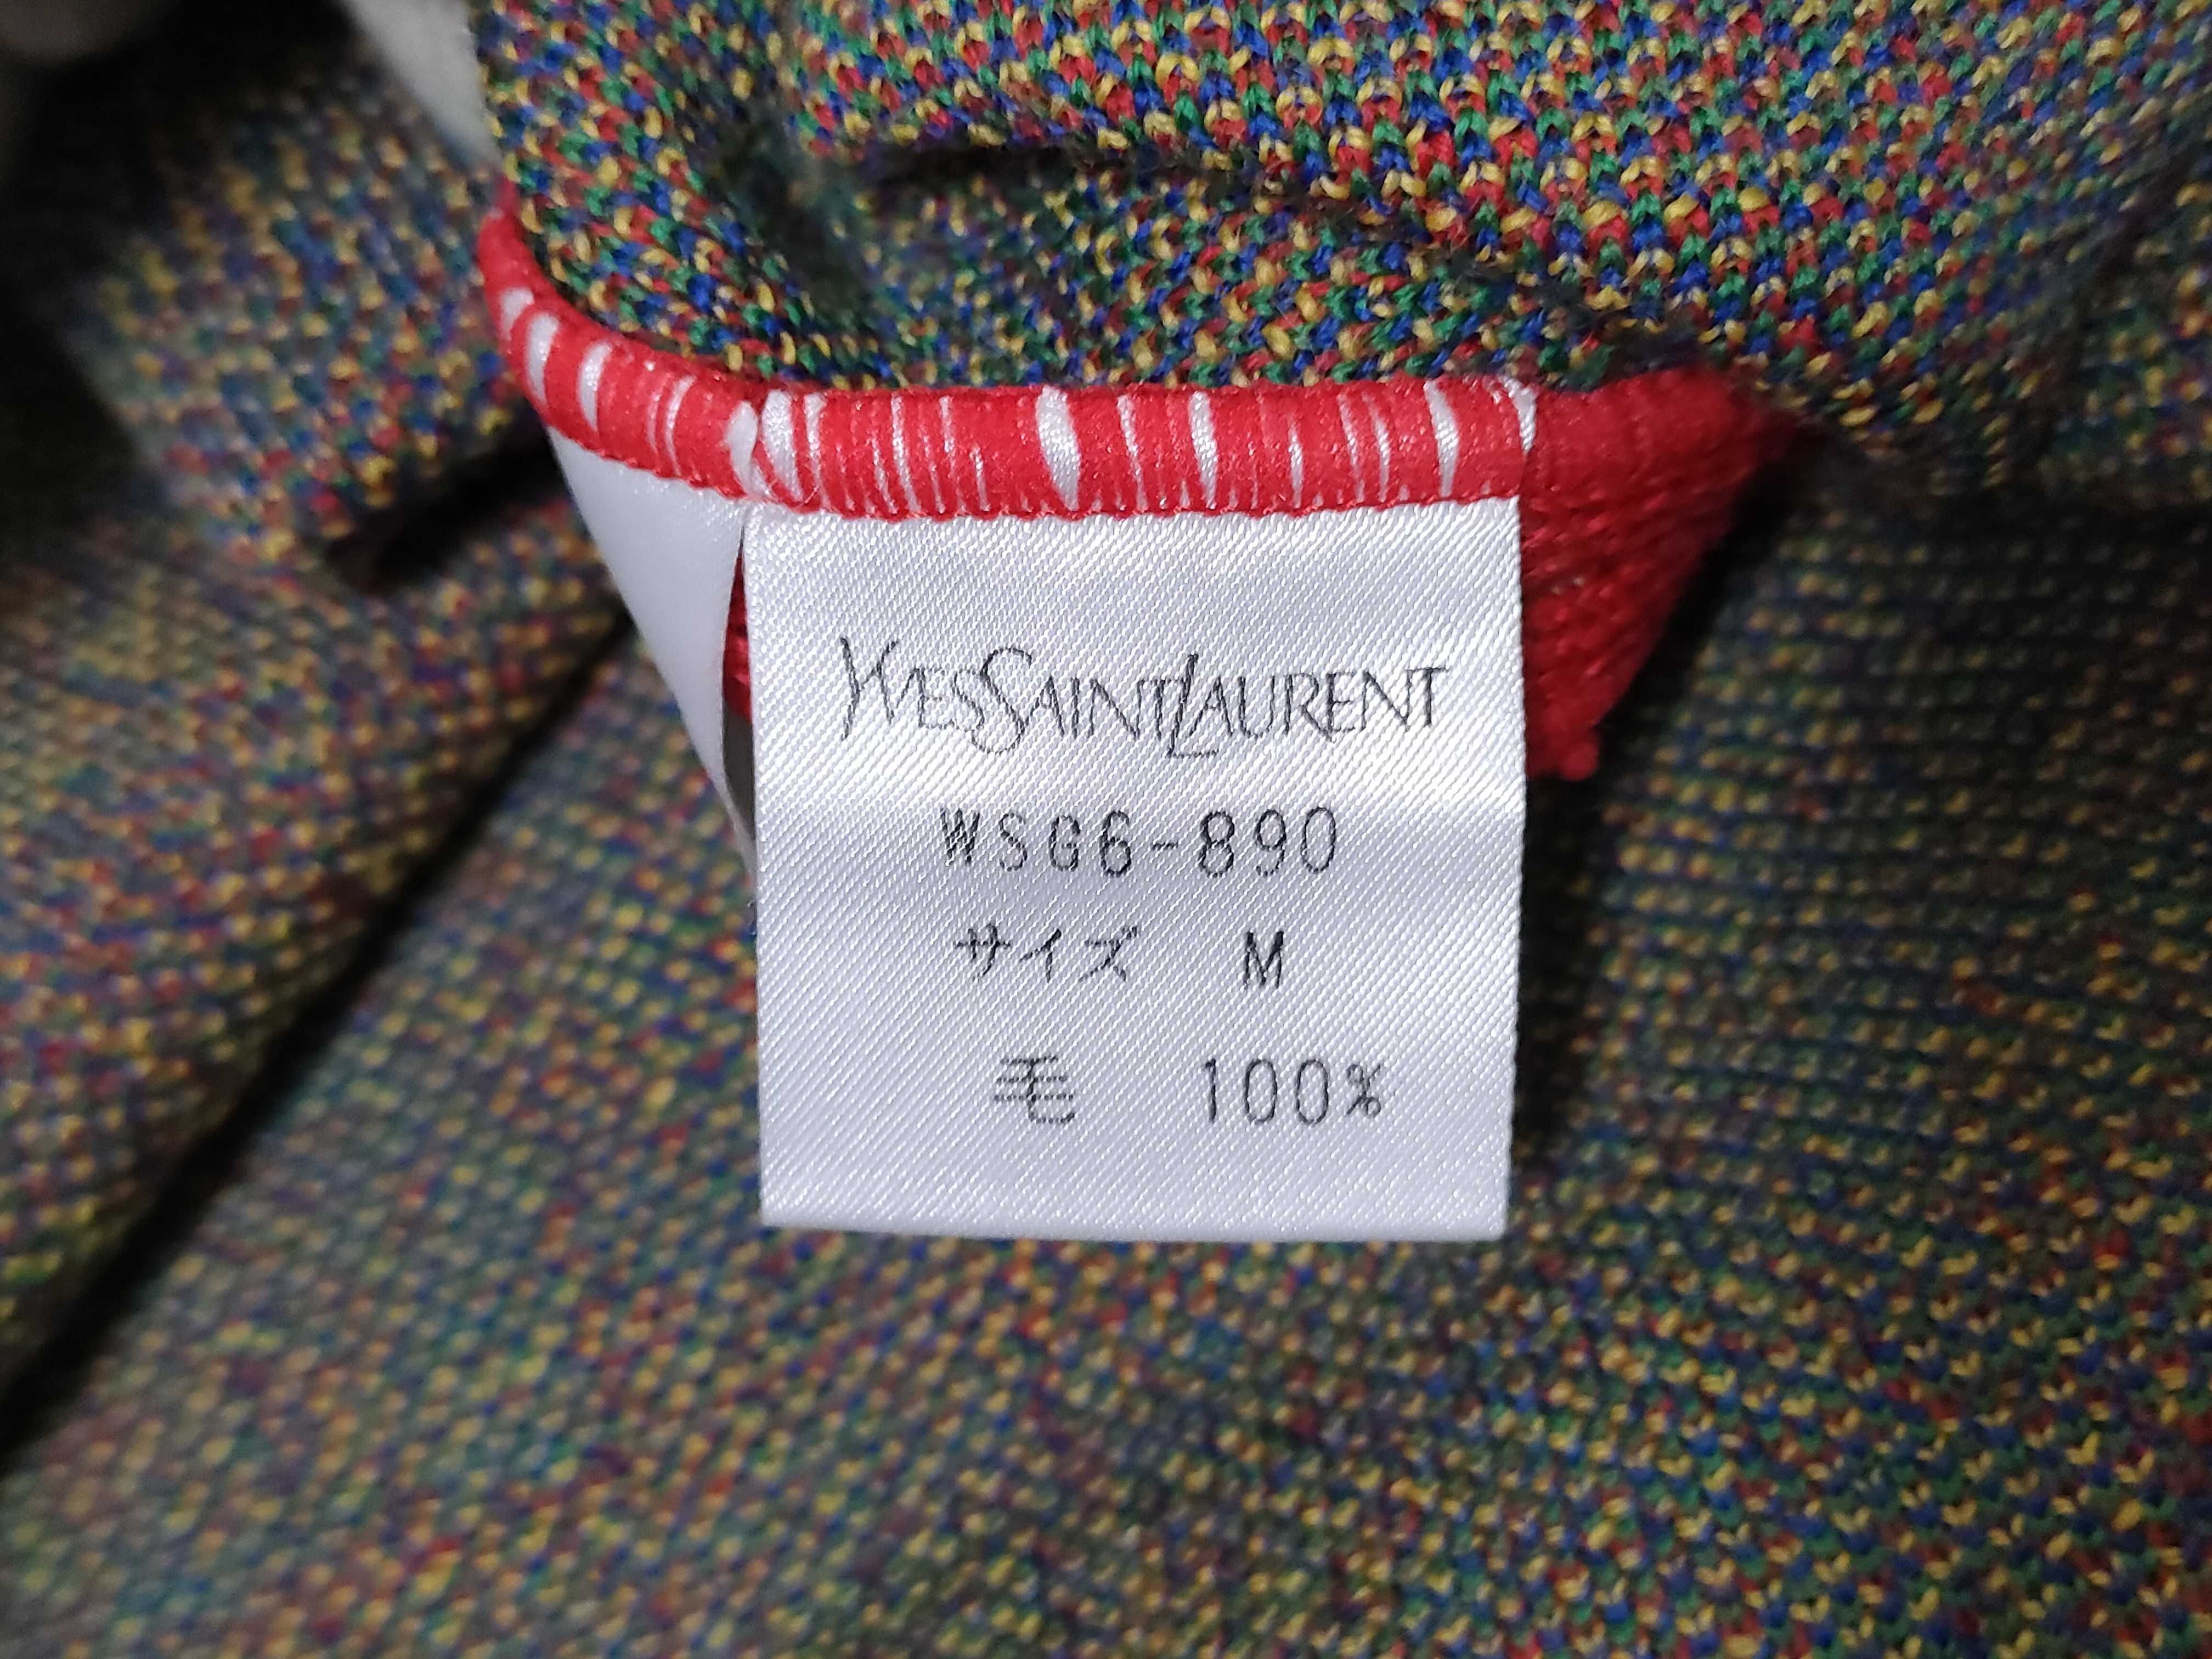 YVESSAINTLAURENT
WSG6-890
サイズ M
毛 100%